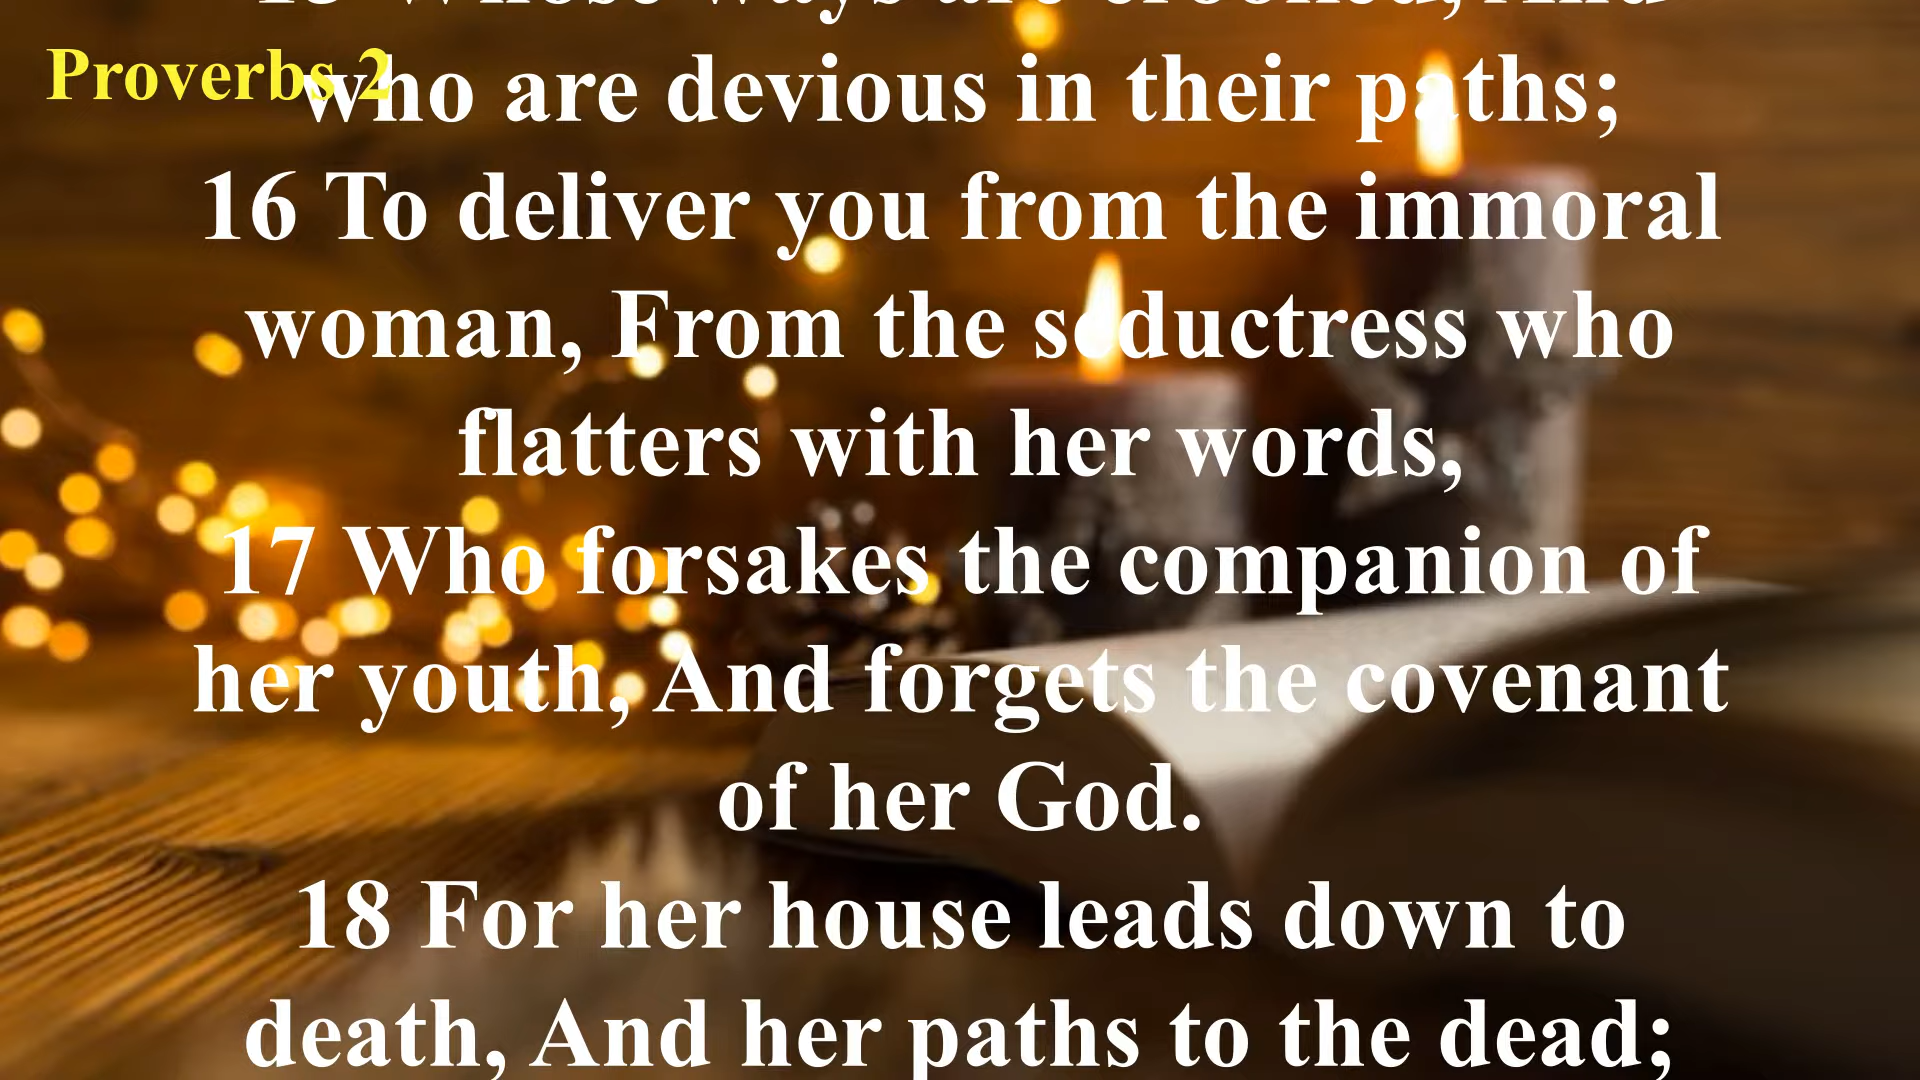 15 Whose ways are crooked, And
Proverbs 2
who are devious in their paths;
16 To deliver you from the immoral
woman, From the seductress who
flatters with her words,
17 Who forsakes the companion of
her youth, And forgets the covenant
of her God.
18 For her house leads down to
death, And her paths to the dead;